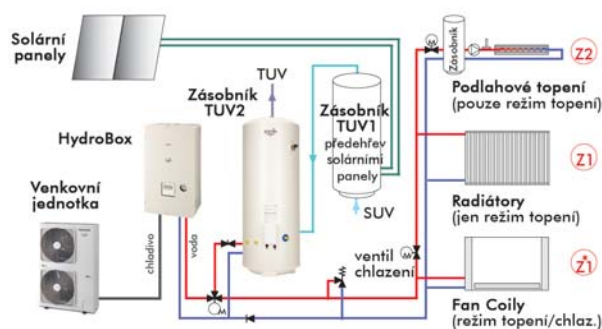 Solární
panely
HydroBox
Venkovní
jednotka
chladivo
voda
TUV
Zásobník
TUV2
Zásobník
TUV1
předehřev
solárními
panely
SUV
M
M
M
ventil
chlazení
Zásobník
Z2
Podlahové topení
(pouze režim topení)
Z1
Radiátory
(jen režim topení)
Z*1
Fan Coily
(režim topení/chlaz.)